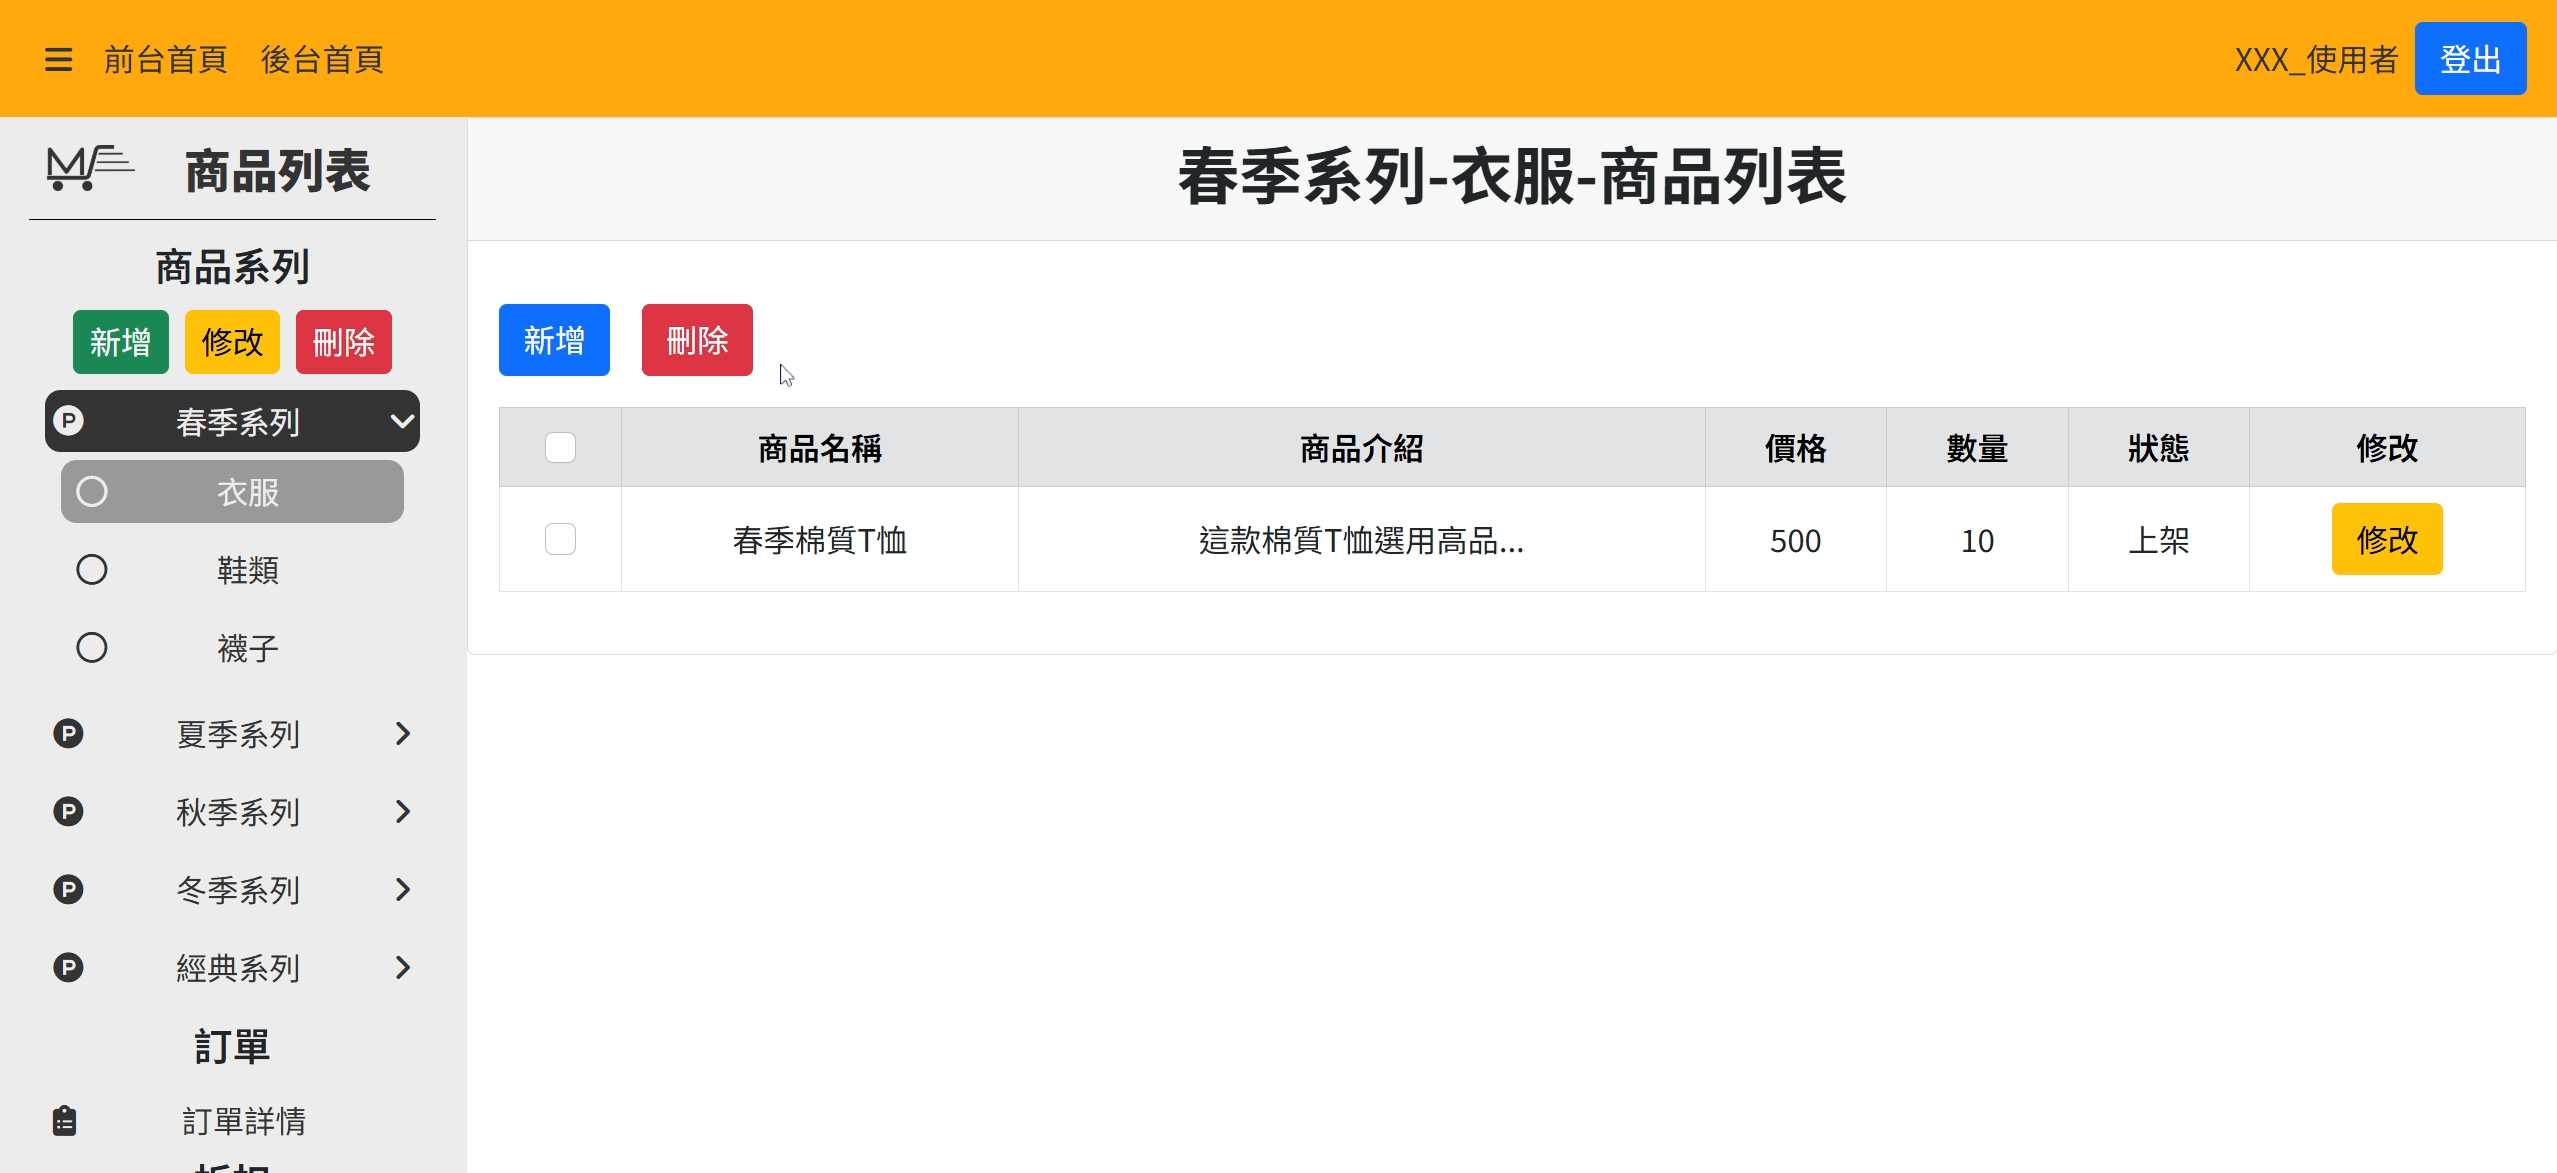 前台首頁 後台首頁 XXX_使用者 登出
商品列表
商品系列
新增 修改 刪除
春季系列
衣服
鞋類
襪子
夏季系列
秋季系列
冬季系列
經典系列
訂單
訂單詳情
春季系列-衣服-商品列表
新增 刪除
商品名稱 商品介紹 價格 數量 狀態 修改
春季棉質T恤 這款棉質T恤選用高品... 500 10 上架 修改